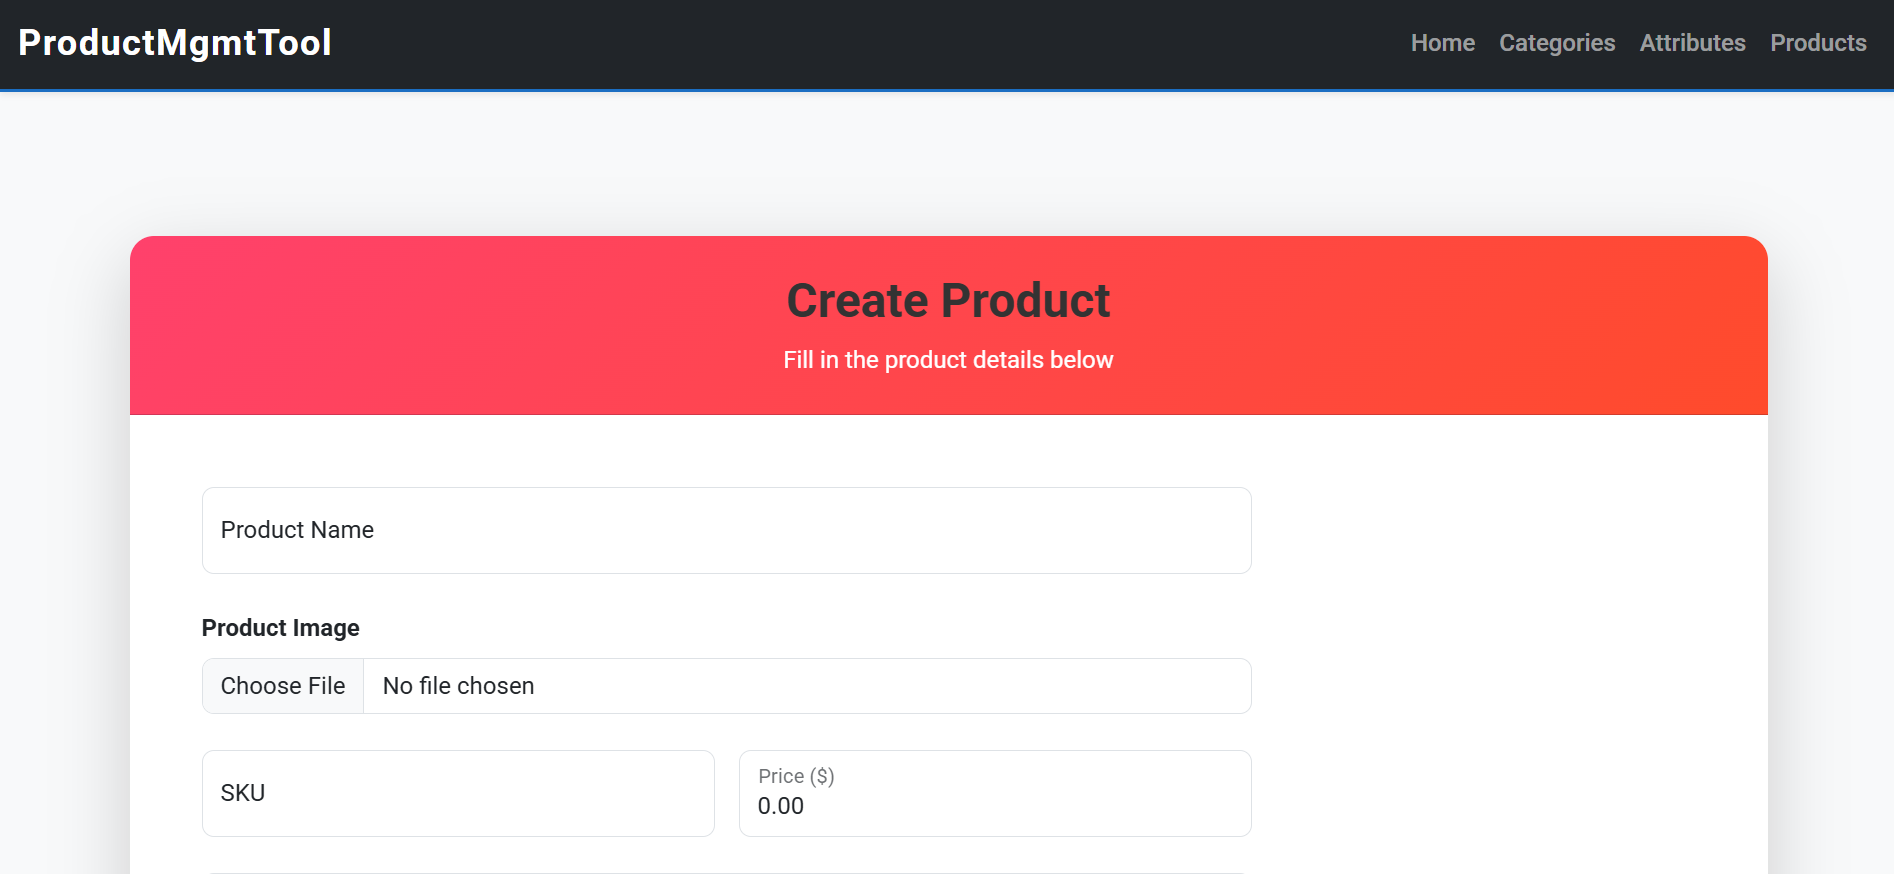 ProductMgmtTool
Home Categories Attributes Products
Create Product
Fill in the product details below
Product Name
Product Image
Choose File No file chosen
SKU
Price ($)
0.00